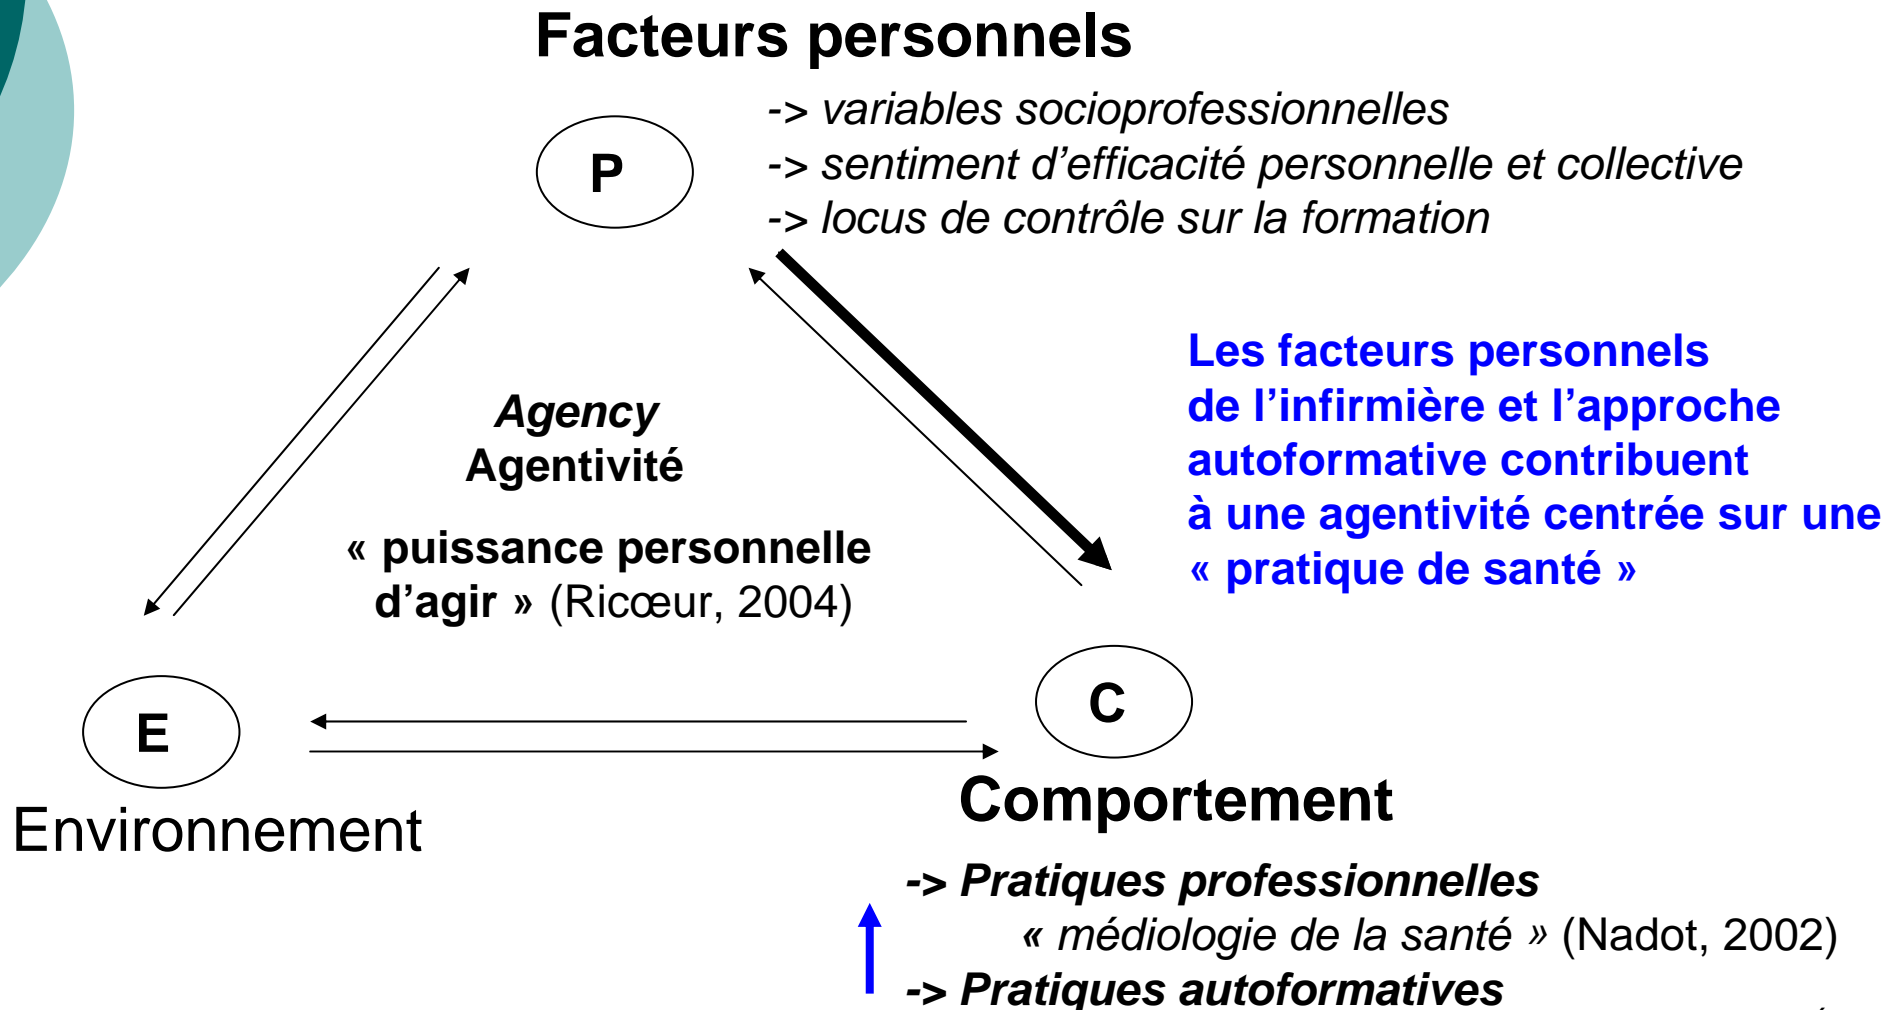 Facteurs personnels
P
-> variables socioprofessionnelles
-> sentiment d’efficacité personnelle et collective
-> locus de contrôle sur la formation
Les facteurs personnels
de l’infirmière et l’approche
autoformative contribuent
à une agentivité centrée sur une
« pratique de santé »
Agency
Agentivité
« puissance personnelle
d’agir » (Ricœur, 2004)
E
Environnement
C
Comportement
-> Pratiques professionnelles
« médiologie de la santé » (Nadot, 2002)
-> Pratiques autoformatives